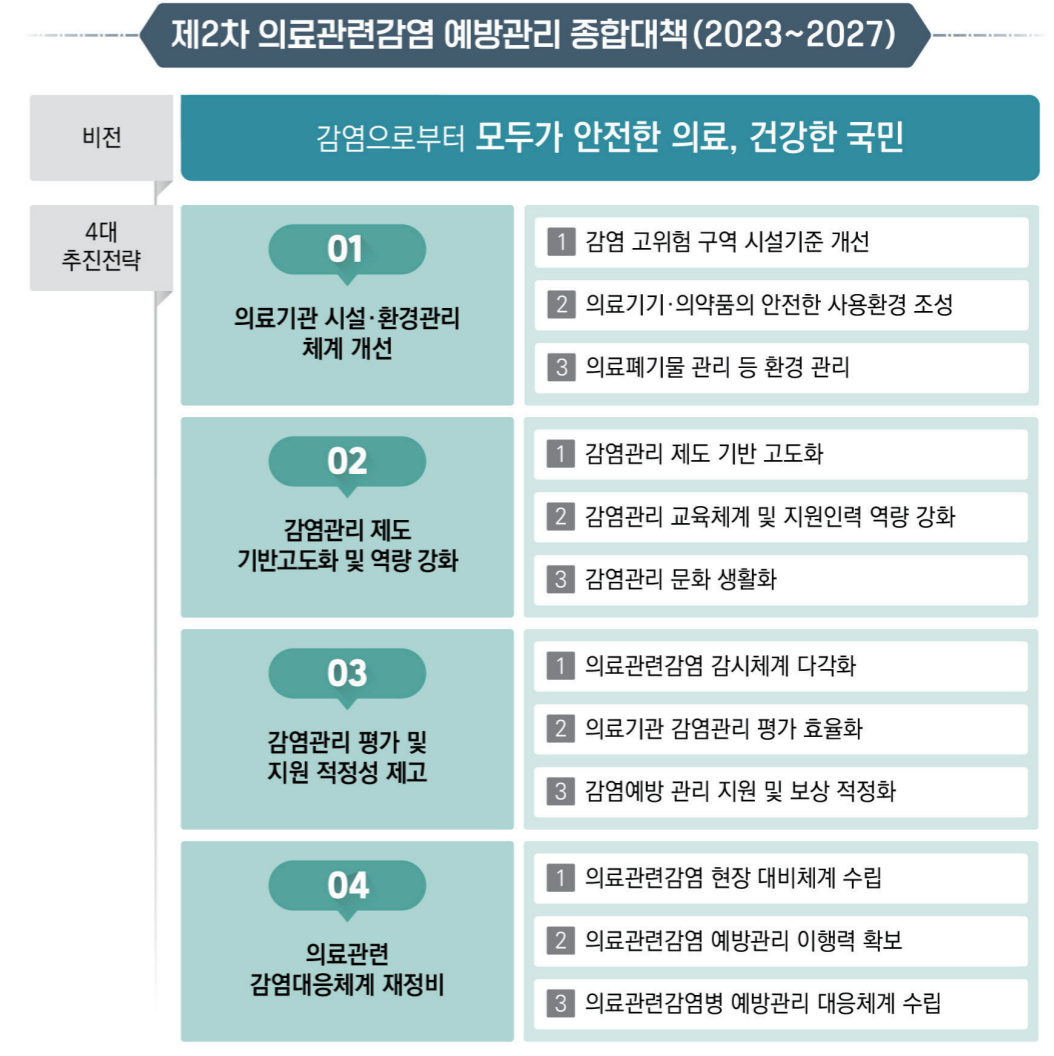 제2차 의료관련감염 예방관리 종합대책(2023~2027)
비전
감염으로부터 모두가 안전한 의료, 건강한 국민
4대
추진전략
01
의료기관 시설·환경관리
체계 개선
1 감염 고위험 구역 시설기준 개선
2 의료기기·의약품의 안전한 사용환경 조성
3 의료폐기물 관리 등 환경 관리
02
감염관리 제도
기반고도화 및 역량 강화
1 감염관리 제도 기반 고도화
2 감염관리 교육체계 및 지원인력 역량 강화
3 감염관리 문화 생활화
03
감염관리 평가 및
지원 적정성 제고
1 의료관련감염 감시체계 다각화
2 의료기관 감염관리 평가 효율화
3 감염예방 관리 지원 및 보상 적정화
04
의료관련
감염대응체계 재정비
1 의료관련감염 현장 대비체계 수립
2 의료관련감염 예방관리 이행력 확보
3 의료관련감염병 예방관리 대응체계 수립